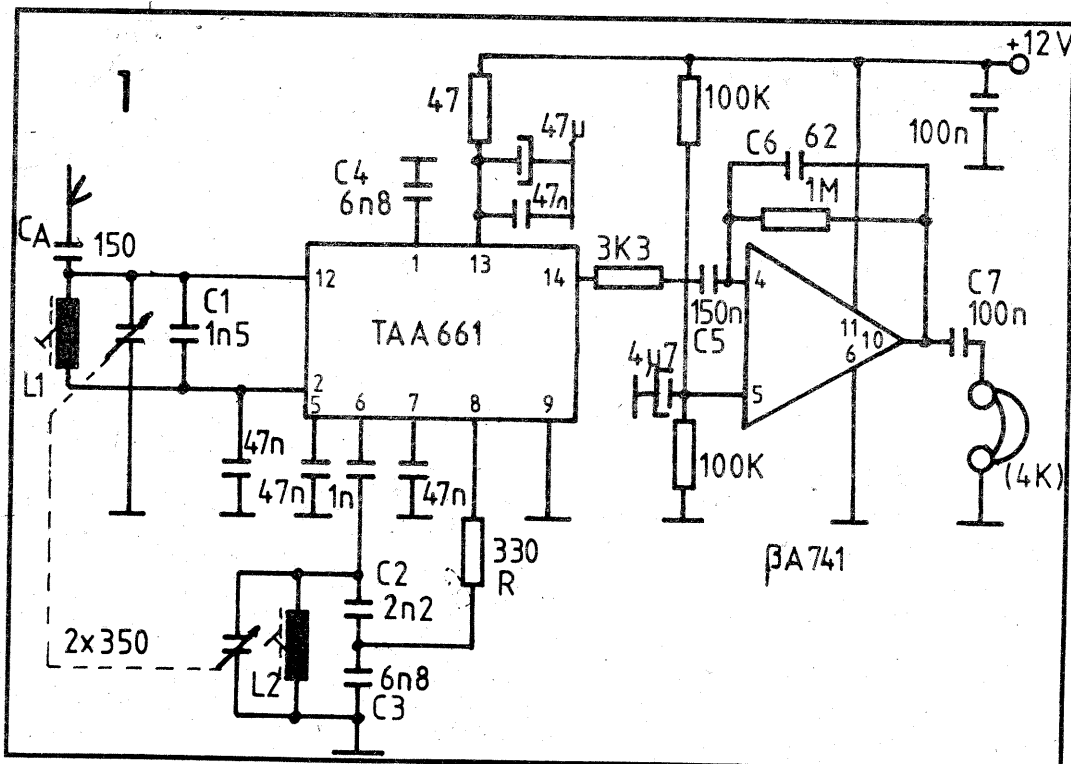 1
+12V
47
100K
100n
47μ
47n
C4
6n8
C6 62
1M
CA 150
C1
1n5
L1
12
1
13
14
TAA661
2
5
6
7
8
9
3K3
150n
C5
4
5
11
10
6
4μ7
100K
βA741
C7
100n
(4K)
47n
47n
1n
47n
330
R
C2
2n2
6n8
C3
L2
2x350